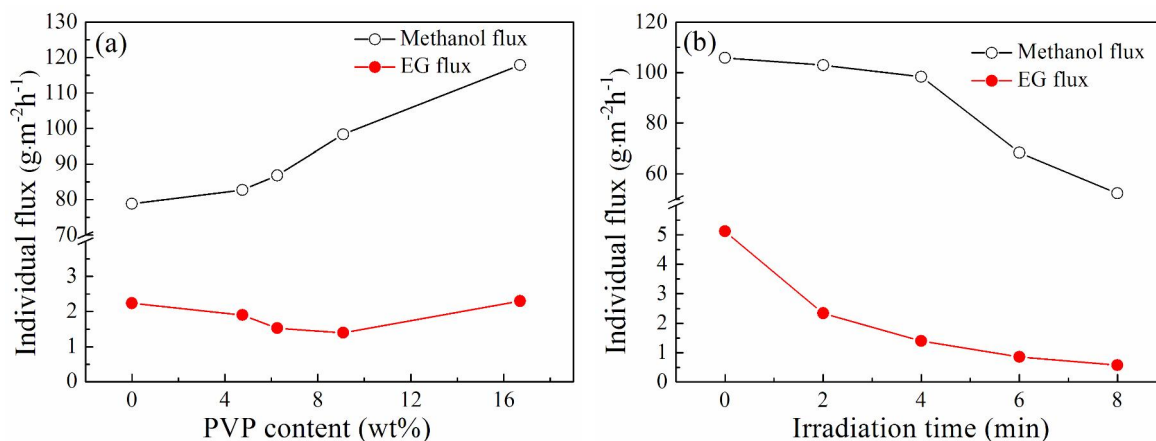 (a)
Methanol flux
EG flux
Individual flux (g·m⁻²h⁻¹)
130
120
110
100
90
80
70
3
2
1
0
0 4 8 12 16
PVP content (wt%)
(b)
Methanol flux
EG flux
Individual flux (g·m⁻²h⁻¹)
120
100
80
60
5
4
3
2
1
0
0 2 4 6 8
Irradiation time (min)